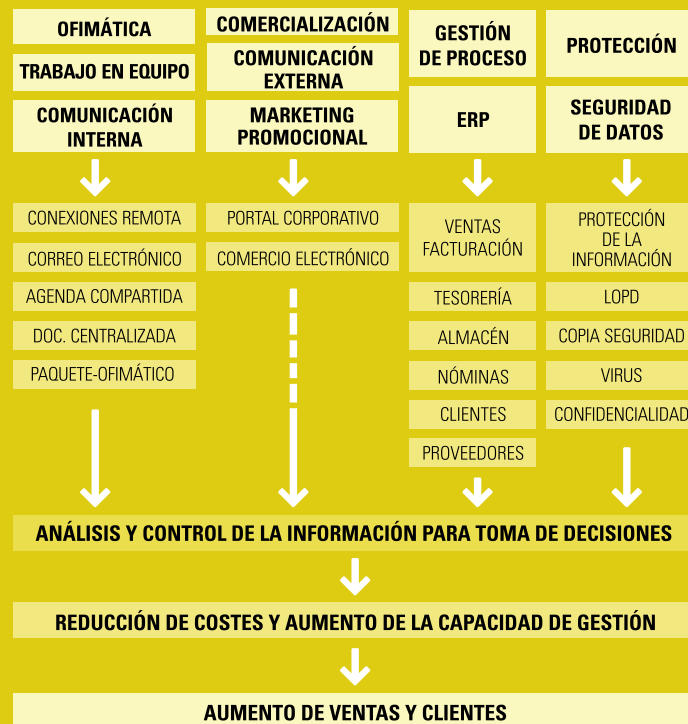 OFIMÁTICA
TRABAJO EN EQUIPO
COMUNICACIÓN
INTERNA
COMERCIALIZACIÓN
COMUNICACIÓN
EXTERNA
MARKETING
PROMOCIONAL
GESTIÓN
DE PROCESO
ERP
PROTECCIÓN
SEGURIDAD
DE DATOS
CONEXIONES REMOTA
CORREO ELECTRÓNICO
AGENDA COMPARTIDA
DOC. CENTRALIZADA
PAQUETE-OFIMÁTICO
PORTAL CORPORATIVO
COMERCIO ELECTRÓNICO
VENTAS
FACTURACIÓN
TESORERÍA
ALMACÉN
NÓMINAS
CLIENTES
PROVEEDORES
PROTECCIÓN
DE LA
INFORMACIÓN
LOPD
COPIA SEGURIDAD
VIRUS
CONFIDENCIALIDAD
ANÁLISIS Y CONTROL DE LA INFORMACIÓN PARA TOMA DE DECISIONES
REDUCCIÓN DE COSTES Y AUMENTO DE LA CAPACIDAD DE GESTIÓN
AUMENTO DE VENTAS Y CLIENTES